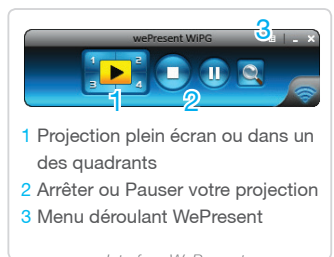 wePresent WiPG
3
1 2
3 4
1
2
1 Projection plein écran ou dans un
des quadrants
2 Arrêter ou Pauser votre projection
3 Menu déroulant WePresent